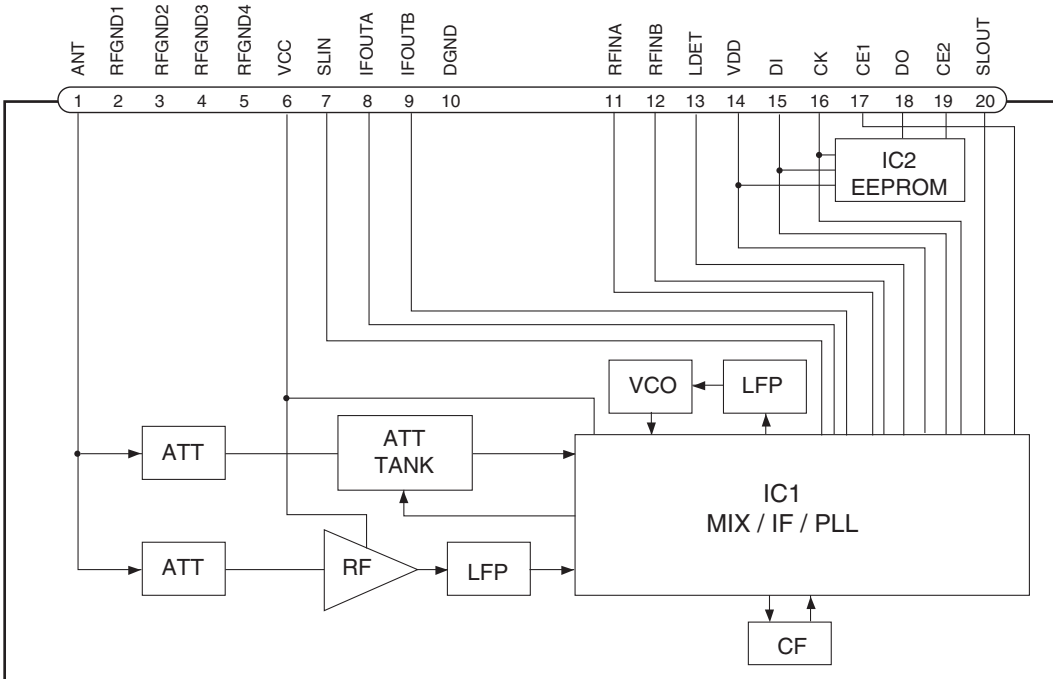 ANT
RFGND1
RFGND2
RFGND3
RFGND4
VCC
SLIN
IFOUTA
IFOUTB
DGND
RFINA
RFINB
LDET
VDD
DI
CK
CE1
DO
CE2
SLOUT
1 2 3 4 5 6 7 8 9 10 11 12 13 14 15 16 17 18 19 20
IC2
EEPROM
VCO
LFP
ATT
ATT
TANK
IC1
MIX / IF / PLL
ATT
RF
LFP
CF